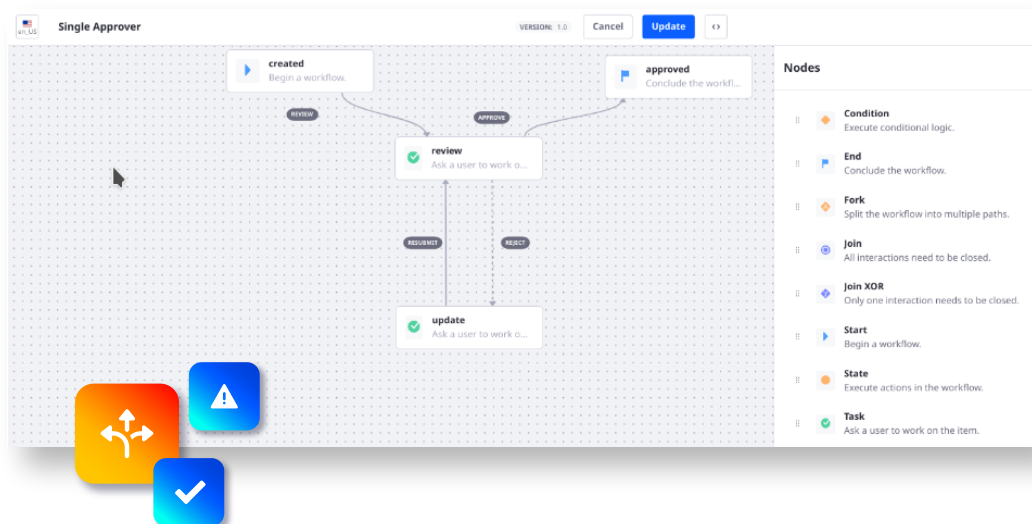 en_US
Single Approver
VERSION: 1.0
Cancel
Update
created
Begin a workflow.
approved
Conclude the workfl...
REVIEW
APPROVE
review
Ask a user to work o...
RESUBMIT
REJECT
update
Ask a user to work o...
Nodes
Condition
Execute conditional logic.
End
Conclude the workflow.
Fork
Split the workflow into multiple paths.
Join
All interactions need to be closed.
Join XOR
Only one interaction needs to be closed.
Start
Begin a workflow.
State
Execute actions in the workflow.
Task
Ask a user to work on the item.